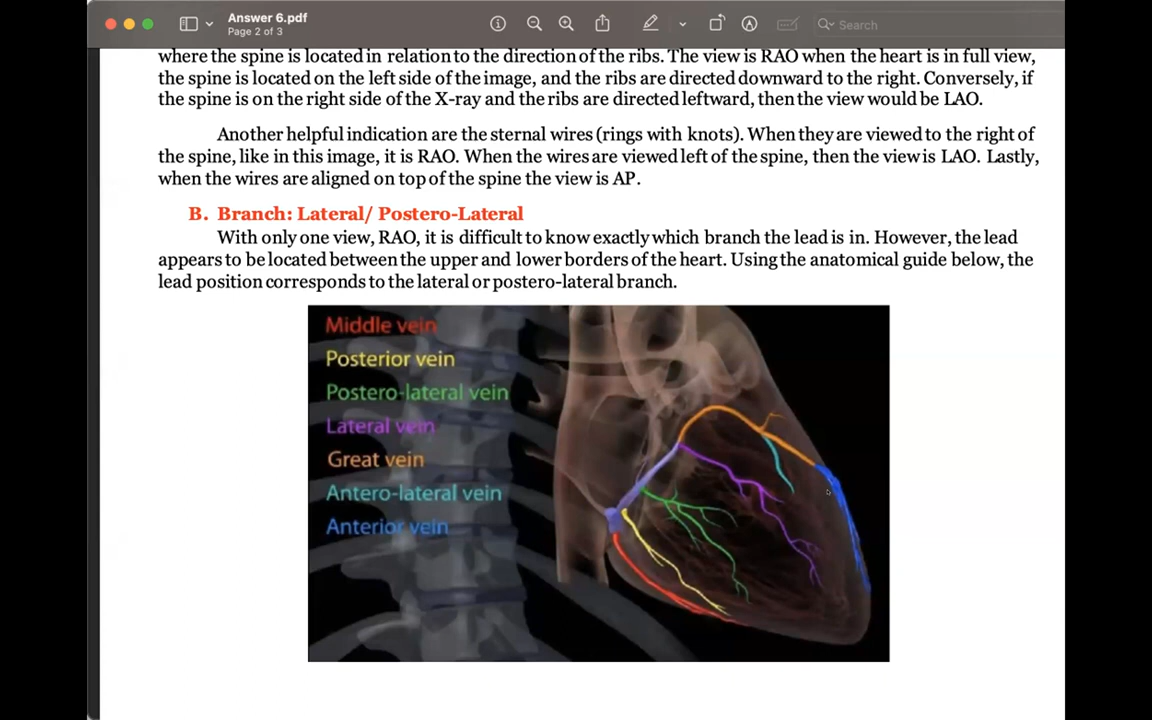 Answer 6.pdf
Page 2 of 3
Search
where the spine is located in relation to the direction of the ribs. The view is RAO when the heart is in full view,
the spine is located on the left side of the image, and the ribs are directed downward to the right. Conversely, if
the spine is on the right side of the X-ray and the ribs are directed leftward, then the view would be LAO.
Another helpful indication are the sternal wires (rings with knots). When they are viewed to the right of
the spine, like in this image, it is RAO. When the wires are viewed left of the spine, then the view is LAO. Lastly,
when the wires are aligned on top of the spine the view is AP.
B. Branch: Lateral/ Postero-Lateral
With only one view, RAO, it is difficult to know exactly which branch the lead is in. However, the lead
appears to be located between the upper and lower borders of the heart. Using the anatomical guide below, the
lead position corresponds to the lateral or postero-lateral branch.
Middle vein
Posterior vein
Postero-lateral vein
Lateral vein
Great vein
Antero-lateral vein
Anterior vein